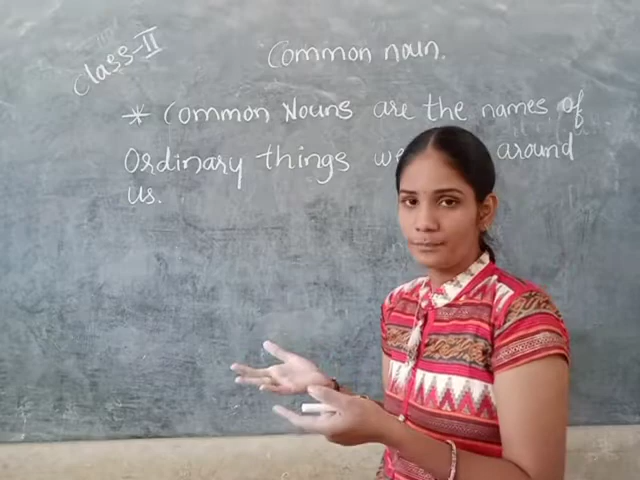 Class-II
Common noun.
* Common Nouns are the names of
Ordinary things we around
us.